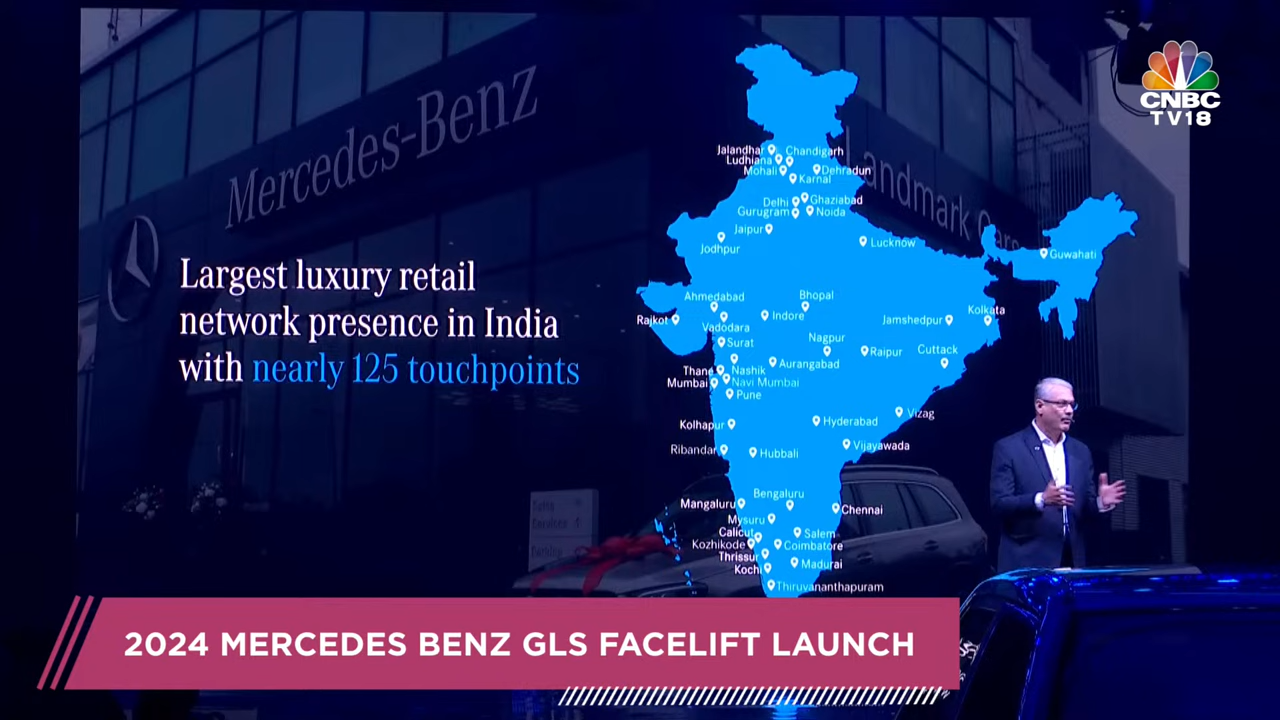 CNBC
TV18
Mercedes-Benz
Landmark Cars
Largest luxury retail
network presence in India
with nearly 125 touchpoints
Jalandhar
Chandigarh
Ludhiana
Mohali
Dehradun
Karnal
Delhi
Ghaziabad
Gurugram
Noida
Jaipur
Jodhpur
Lucknow
Guwahati
Ahmedabad
Bhopal
Rajkot
Vadodara
Indore
Jamshedpur
Kolkata
Surat
Nagpur
Raipur
Cuttack
Thane
Nashik
Aurangabad
Mumbai
Navi Mumbai
Pune
Kolhapur
Hyderabad
Vizag
Ribandar
Hubbali
Vijayawada
Bengaluru
Mangaluru
Chennai
Mysuru
Calicut
Salem
Kozhikode
Coimbatore
Thrissur
Madurai
Kochi
Thiruvananthapuram
2024 MERCEDES BENZ GLS FACELIFT LAUNCH